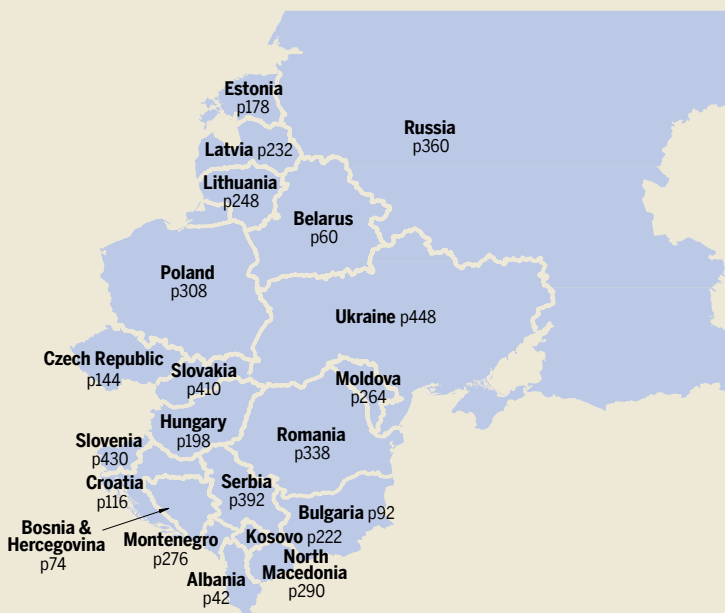 Estonia
p178
Russia
p360
Latvia p232
Lithuania
p248
Belarus
p60
Poland
p308
Ukraine p448
Czech Republic
p144
Slovakia
p410
Moldova
p264
Hungary
p198
Romania
p338
Slovenia
p430
Croatia
p116
Serbia
p392
Bulgaria p92
Bosnia &
Hercegovina
p74
Montenegro
p276
Kosovo p222
North
Macedonia
p290
Albania
p42